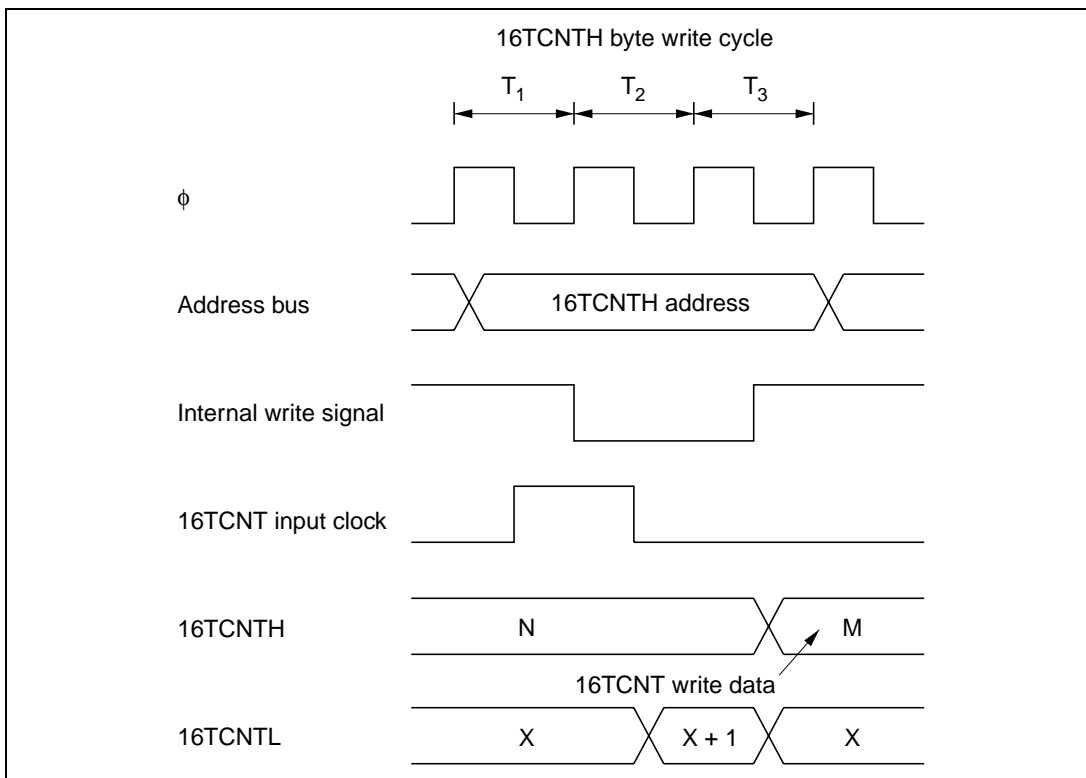 16TCNTH byte write cycle
T1 T2 T3
φ
Address bus 16TCNTH address
Internal write signal
16TCNT input clock
16TCNTH N M
16TCNT write data
16TCNTL X X + 1 X